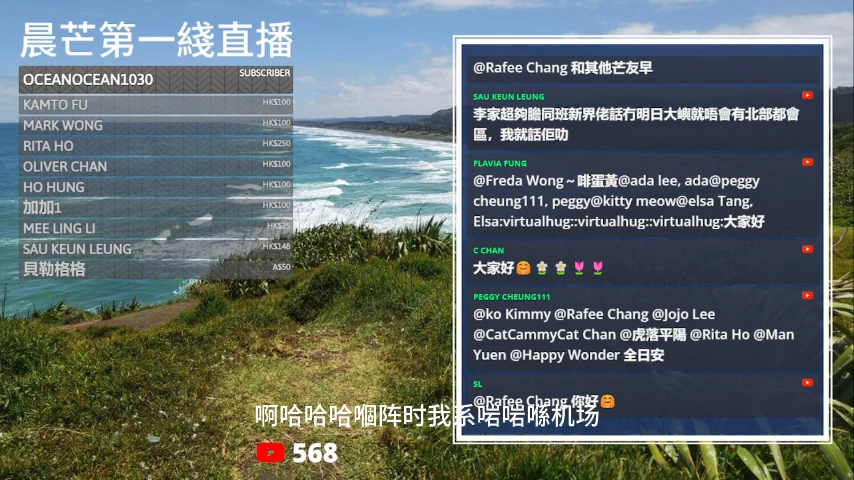 晨芒第一綫直播
OCEANOCEAN1030 SUBSCRIBER
KAMTO FU HK$100
MARK WONG HK$100
RITA HO HK$250
OLIVER CHAN HK$100
HO HUNG HK$100
加加1 HK$100
MEE LING LI
SAU KEUN LEUNG HK$148
貝勒格格 A$50
@Rafee Chang 和其他芒友早
SAU KEUN LEUNG
李家超夠膽同班新界佬話冇明日大嶼就唔會有北部都會
區，我就話佢叻
FLAVIA FUNG
@Freda Wong～啡蛋黃@ada lee, ada@peggy
cheung111, peggy@kitty meow@elsa Tang,
Elsa:virtualhug::virtualhug::virtualhug:大家好
C CHAN
大家好🤗💐💐🌷🌷
PEGGY CHEUNG111
@ko Kimmy @Rafee Chang @Jojo Lee
@CatCammyCat Chan @虎落平陽 @Rita Ho @Man
Yuen @Happy Wonder 全日安
SL
@Rafee Chang 你好🤗
啊哈哈哈嗰阵时我系啱啱喺机场
568